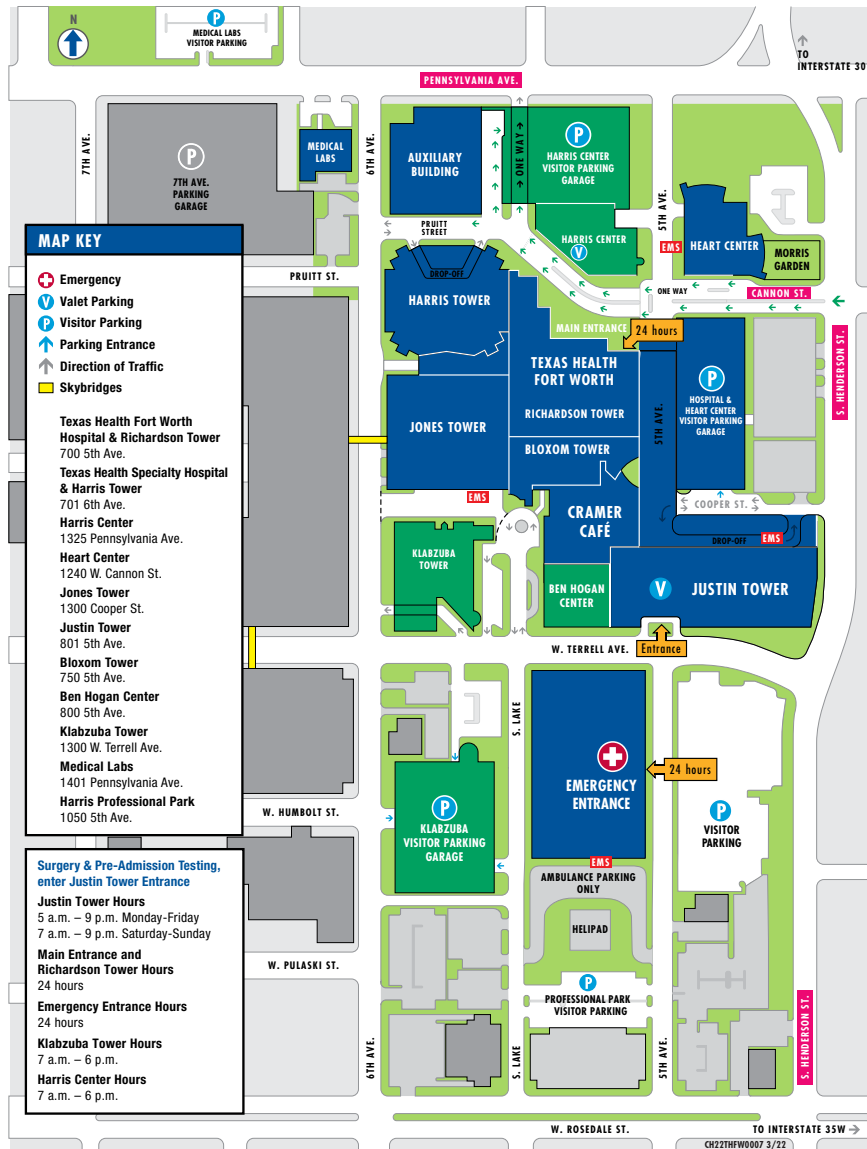 N
P
MEDICAL LABS
VISITOR PARKING
TO
INTERSTATE 30
PENNSYLVANIA AVE.
7TH AVE.
P
7TH AVE.
PARKING
GARAGE
MEDICAL
LABS
6TH AVE.
AUXILIARY
BUILDING
ONE WAY
P
HARRIS CENTER
VISITOR PARKING
GARAGE
5TH AVE.
PRUITT
STREET
HARRIS CENTER
V
EMS
HEART CENTER
MORRIS
GARDEN
PRUITT ST.
DROP-OFF
HARRIS TOWER
ONE WAY
CANNON ST.
MAIN ENTRANCE
24 hours
S. HENDERSON ST.
TEXAS HEALTH
FORT WORTH
RICHARDSON TOWER
P
HOSPITAL &
HEART CENTER
VISITOR PARKING
GARAGE
5TH AVE.
JONES TOWER
BLOXOM TOWER
EMS
COOPER ST.
CRAMER
CAFÉ
DROP-OFF
EMS
KLABZUBA
TOWER
BEN HOGAN
CENTER
V
JUSTIN TOWER
W. TERRELL AVE.
Entrance
S. LAKE
EMERGENCY
ENTRANCE
24 hours
W. HUMBOLT ST.
P
KLABZUBA
VISITOR PARKING
GARAGE
P
VISITOR
PARKING
EMS
AMBULANCE PARKING
ONLY
HELIPAD
W. PULASKI ST.
P
PROFESSIONAL PARK
VISITOR PARKING
6TH AVE.
S. LAKE
5TH AVE.
S. HENDERSON ST.
W. ROSEDALE ST.
TO INTERSTATE 35W
CH22THFW0007 3/22
MAP KEY
Emergency
V Valet Parking
P Visitor Parking
Parking Entrance
Direction of Traffic
Skybridges
Texas Health Fort Worth
Hospital & Richardson Tower
700 5th Ave.
Texas Health Specialty Hospital
& Harris Tower
701 6th Ave.
Harris Center
1325 Pennsylvania Ave.
Heart Center
1240 W. Cannon St.
Jones Tower
1300 Cooper St.
Justin Tower
801 5th Ave.
Bloxom Tower
750 5th Ave.
Ben Hogan Center
800 5th Ave.
Klabzuba Tower
1300 W. Terrell Ave.
Medical Labs
1401 Pennsylvania Ave.
Harris Professional Park
1050 5th Ave.
Surgery & Pre-Admission Testing,
enter Justin Tower Entrance
Justin Tower Hours
5 a.m. – 9 p.m. Monday-Friday
7 a.m. – 9 p.m. Saturday-Sunday
Main Entrance and
Richardson Tower Hours
24 hours
Emergency Entrance Hours
24 hours
Klabzuba Tower Hours
7 a.m. – 6 p.m.
Harris Center Hours
7 a.m. – 6 p.m.